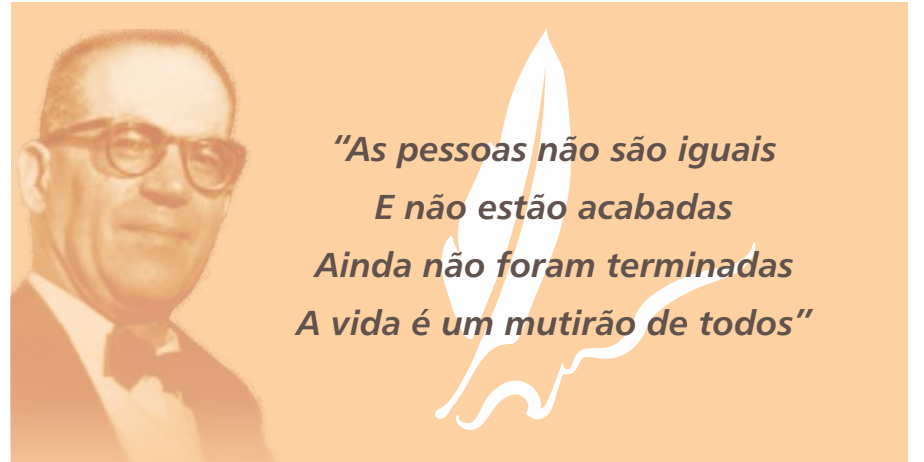 “As pessoas não são iguais
E não estão acabadas
Ainda não foram terminadas
A vida é um mutirão de todos”